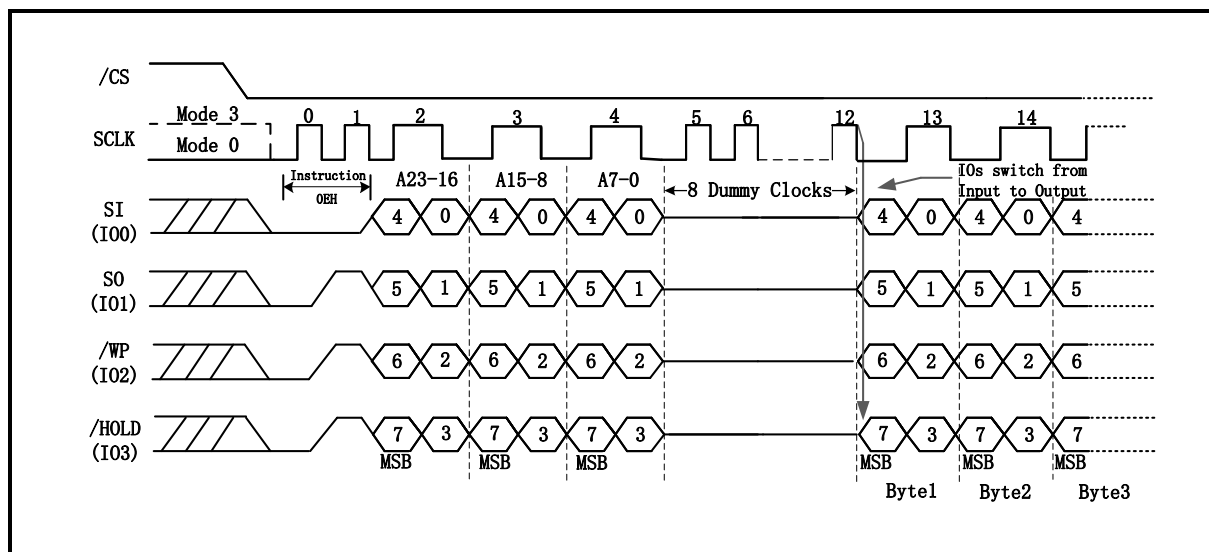 /CS
Mode 3
0 1 2 3 4 5 6 12 13 14
SCLK
Mode 0
Instruction
0EH
A23-16 A15-8 A7-0
8 Dummy Clocks
IOs switch from
Input to Output
SI
(IO0)
4 0 4 0 4 0 4 0 4 0 4
SO
(IO1)
5 1 5 1 5 1 5 1 5 1 5
/WP
(IO2)
6 2 6 2 6 2 6 2 6 2 6
/HOLD
(IO3)
7 3 7 3 7 3 7 3 7 3 7
MSB MSB MSB MSB MSB MSB
Byte1 Byte2 Byte3